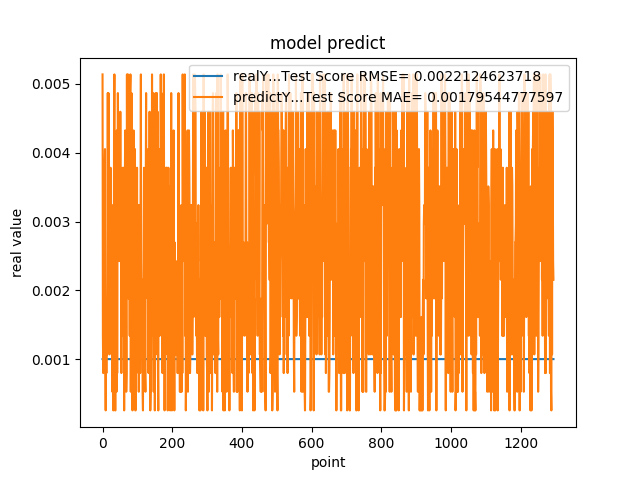 model predict
realY...Test Score RMSE= 0.0022124623718
predictY...Test Score MAE= 0.00179544777597
0.005
0.004
0.003
0.002
0.001
real value
0 200 400 600 800 1000 1200
point